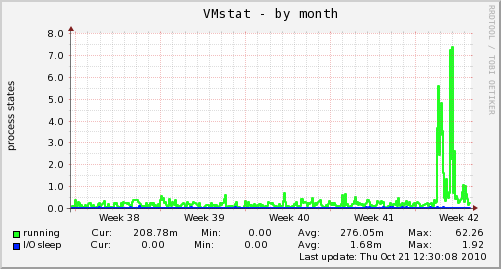 VMstat - by month
RRDTOOL / TOBI OETIKER
process states
8.0
7.0
6.0
5.0
4.0
3.0
2.0
1.0
0.0
Week 38 Week 39 Week 40 Week 41 Week 42
running Cur: 208.78m Min: 0.00 Avg: 276.05m Max: 62.26
I/O sleep Cur: 0.00 Min: 0.00 Avg: 1.68m Max: 1.92
Last update: Thu Oct 21 12:30:08 2010